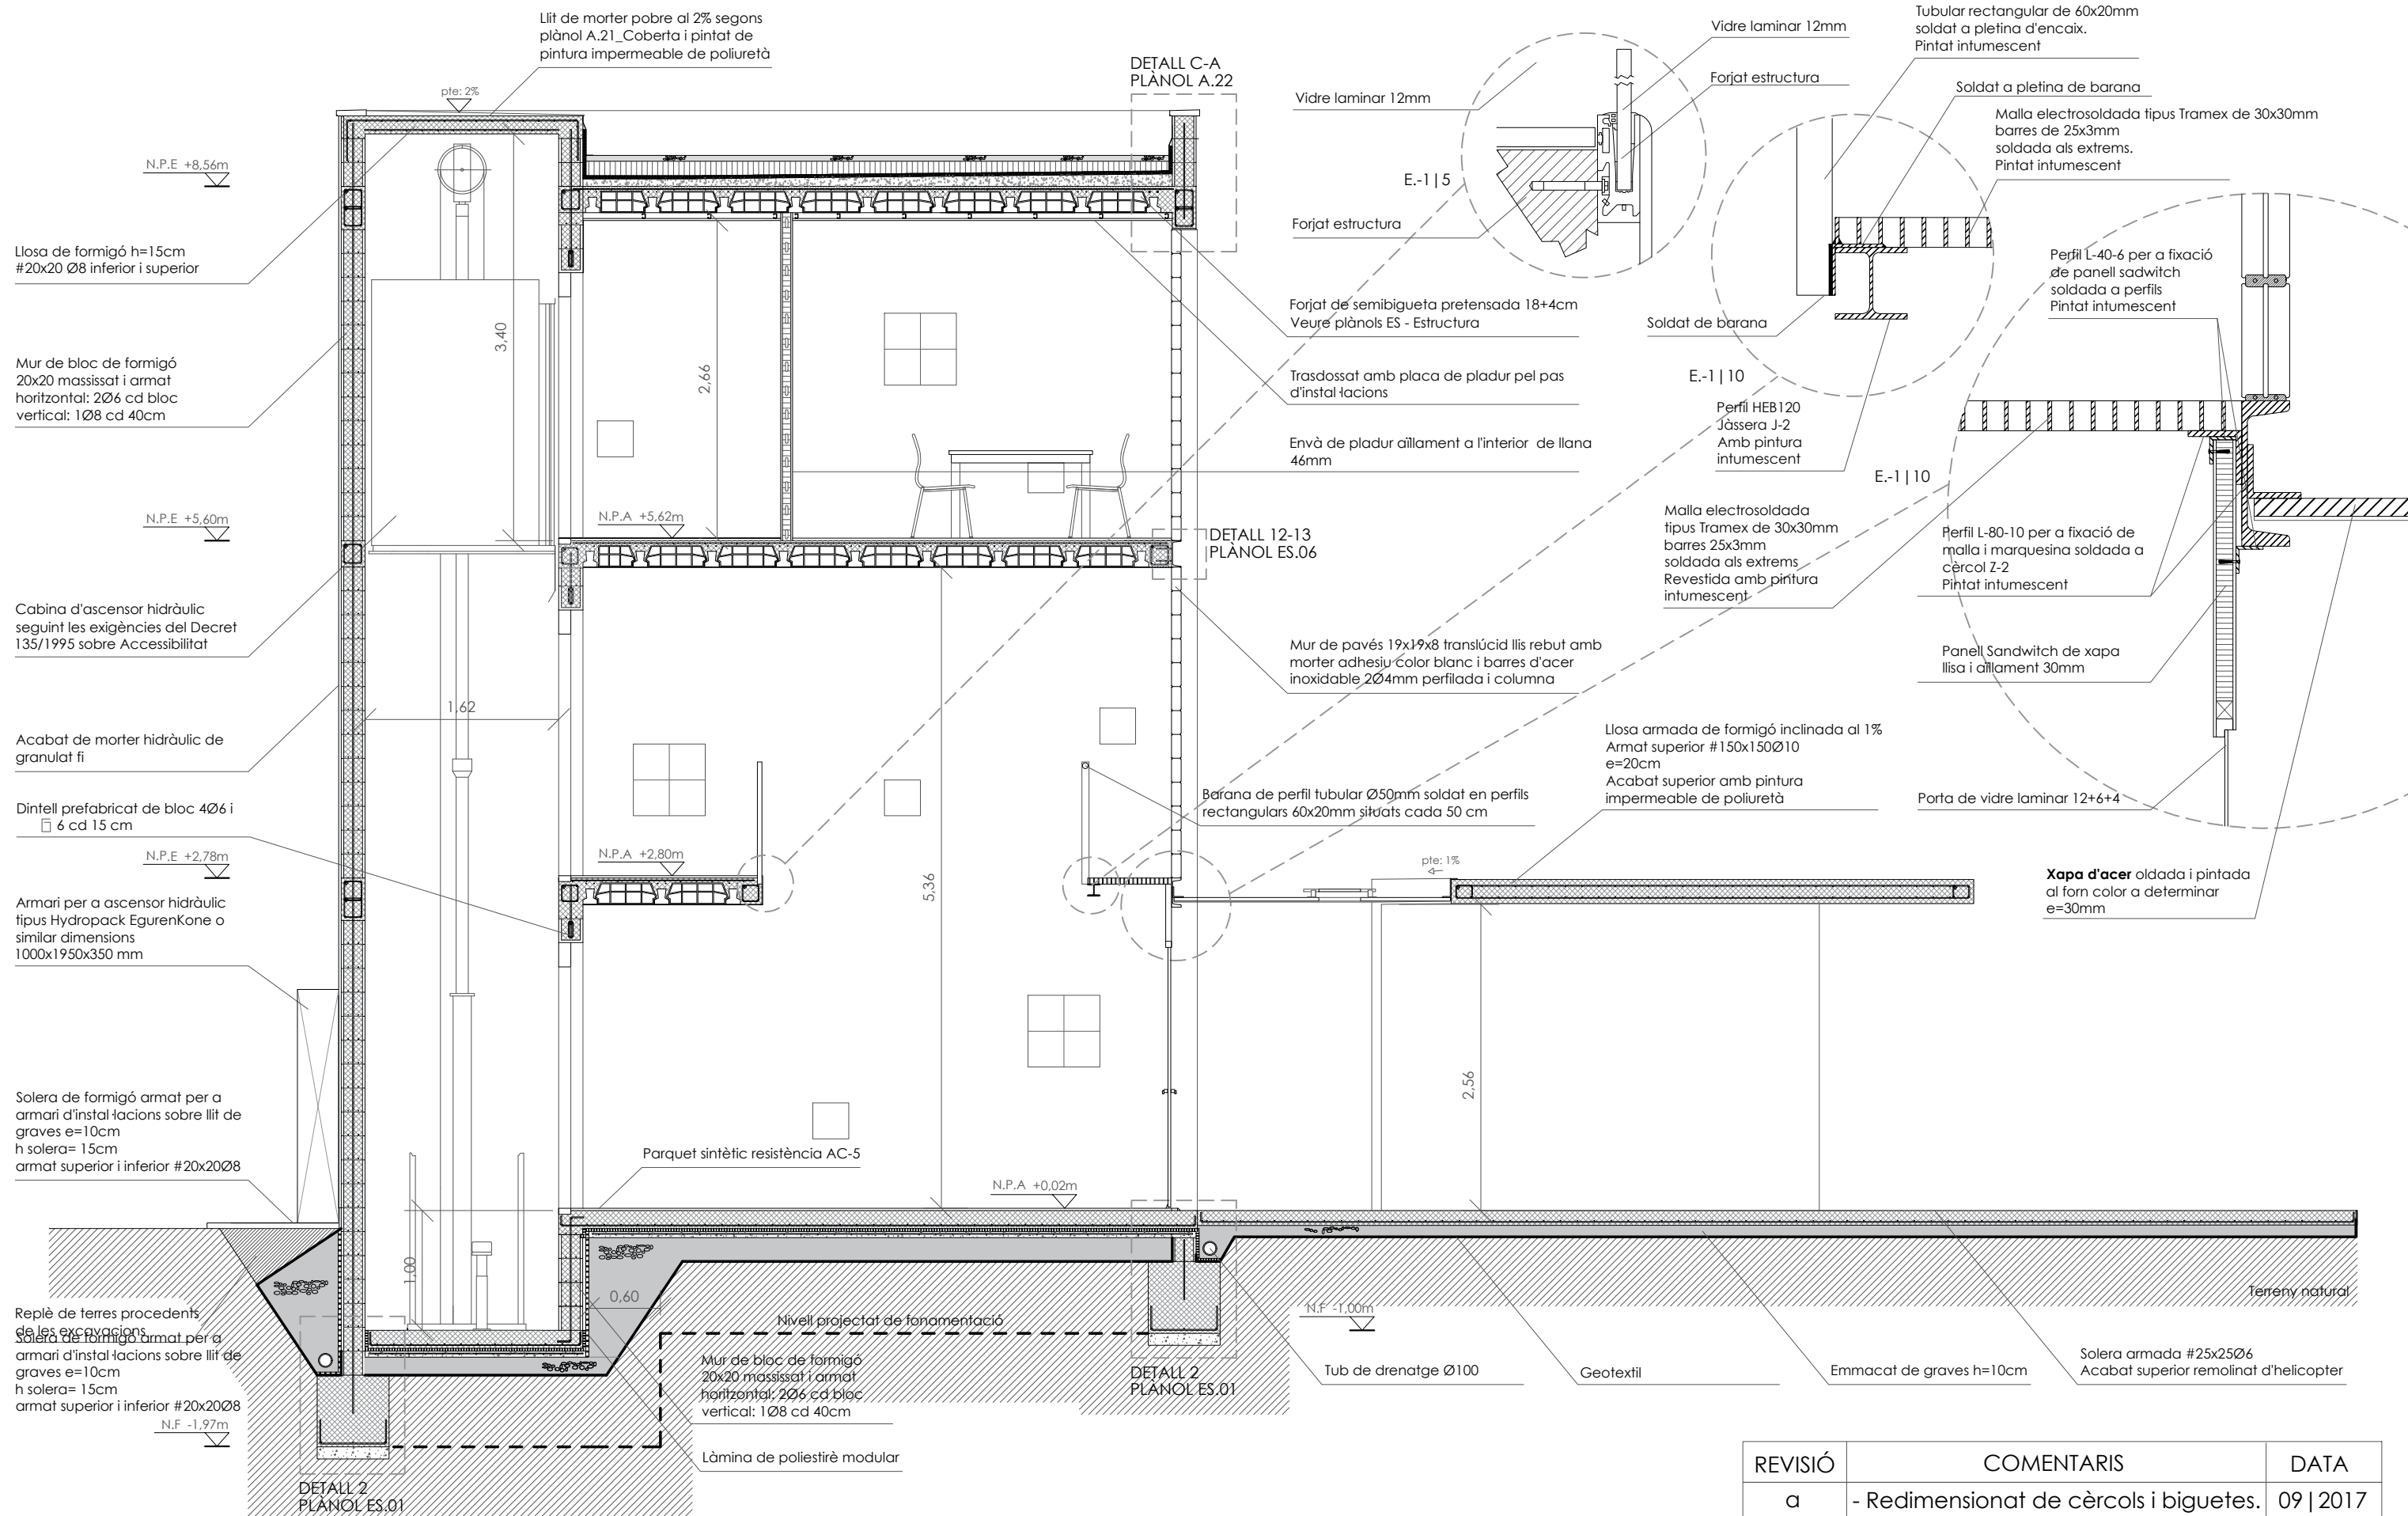 Llit de morter pobre al 2% segons
plànol A.21_Coberta i pintat de
pintura impermeable de poliuretà
pte: 2%
DETALL C-A
PLÀNOL A.22
N.P.E +8,56m
Llosa de formigó h=15cm
#20x20 Ø8 inferior i superior
Mur de bloc de formigó
20x20 massissat i armat
horitzontal: 2Ø6 cd bloc
vertical: 1Ø8 cd 40cm
N.P.E +5,60m
Cabina d'ascensor hidràulic
seguint les exigències del Decret
135/1995 sobre Accessibilitat
Acabat de morter hidràulic de
granulat fi
Dintell prefabricat de bloc 4Ø6 i
6 cd 15 cm
N.P.E +2,78m
Armari per a ascensor hidràulic
tipus Hydropack EgurenKone o
similar dimensions
1000x1950x350 mm
Solera de formigó armat per a
armari d'instal·lacions sobre llit de
graves e=10cm
h solera= 15cm
armat superior i inferior #20x20Ø8
Replè de terres procedents
de les excavacions
Solera de formigó armat per a
armari d'instal·lacions sobre llit de
graves e=10cm
h solera= 15cm
armat superior i inferior #20x20Ø8
N.F -1,97m
DETALL 2
PLÀNOL ES.01
3,40
2,66
1,62
5,36
1,00
0,60
2,56
N.P.A +5,62m
N.P.A +2,80m
N.P.A +0,02m
Parquet sintètic resistència AC-5
Nivell projectat de fonamentació
Mur de bloc de formigó
20x20 massissat i armat
horitzontal: 2Ø6 cd bloc
vertical: 1Ø8 cd 40cm
Làmina de poliestirè modular
DETALL 2
PLÀNOL ES.01
DETALL 12-13
PLÀNOL ES.06
Vidre laminar 12mm
Forjat estructura
Vidre laminar 12mm
E.-1|5
Forjat estructura
Forjat de semibigueta pretensada 18+4cm
Veure plànols ES - Estructura
Trasdossat amb placa de pladur pel pas
d'instal·lacions
Envà de pladur aïllament a l'interior de llana
46mm
Mur de pavés 19x19x8 translúcid llis rebut amb
morter adhesiu color blanc i barres d'acer
inoxidable 2Ø4mm perfilada i columna
Barana de perfil tubular Ø50mm soldat en perfils
rectangulars 60x20mm situats cada 50 cm
pte: 1%
Llosa armada de formigó inclinada al 1%
Armat superior #150x150Ø10
e=20cm
Acabat superior amb pintura
impermeable de poliuretà
Tubular rectangular de 60x20mm
soldat a pletina d'encaix.
Pintat intumescent
Soldat a pletina de barana
Malla electrosoldada tipus Tramex de 30x30mm
barres de 25x3mm
soldada als extrems.
Pintat intumescent
Soldat de barana
E.-1|10
Perfil HEB120
Jàssera J-2
Amb pintura
intumescent
E.-1|10
Malla electrosoldada
tipus Tramex de 30x30mm
barres 25x3mm
soldada als extrems
Revestida amb pintura
intumescent
Perfil L-40-6 per a fixació
de panell sadwitch
soldada a perfils
Pintat intumescent
Perfil L-80-10 per a fixació de
malla i marquesina soldada a
cèrcol Z-2
Pintat intumescent
Panell Sandwitch de xapa
llisa i aïllament 30mm
Porta de vidre laminar 12+6+4
Xapa d'acer oldada i pintada
al forn color a determinar
e=30mm
N.F -1,00m
Terreny natural
Tub de drenatge Ø100
Geotextil
Emmacat de graves h=10cm
Solera armada #25x25Ø6
Acabat superior remolinat d'helicopter
REVISIÓ COMENTARIS DATA
a - Redimensionat de cèrcols i biguetes. 09|2017